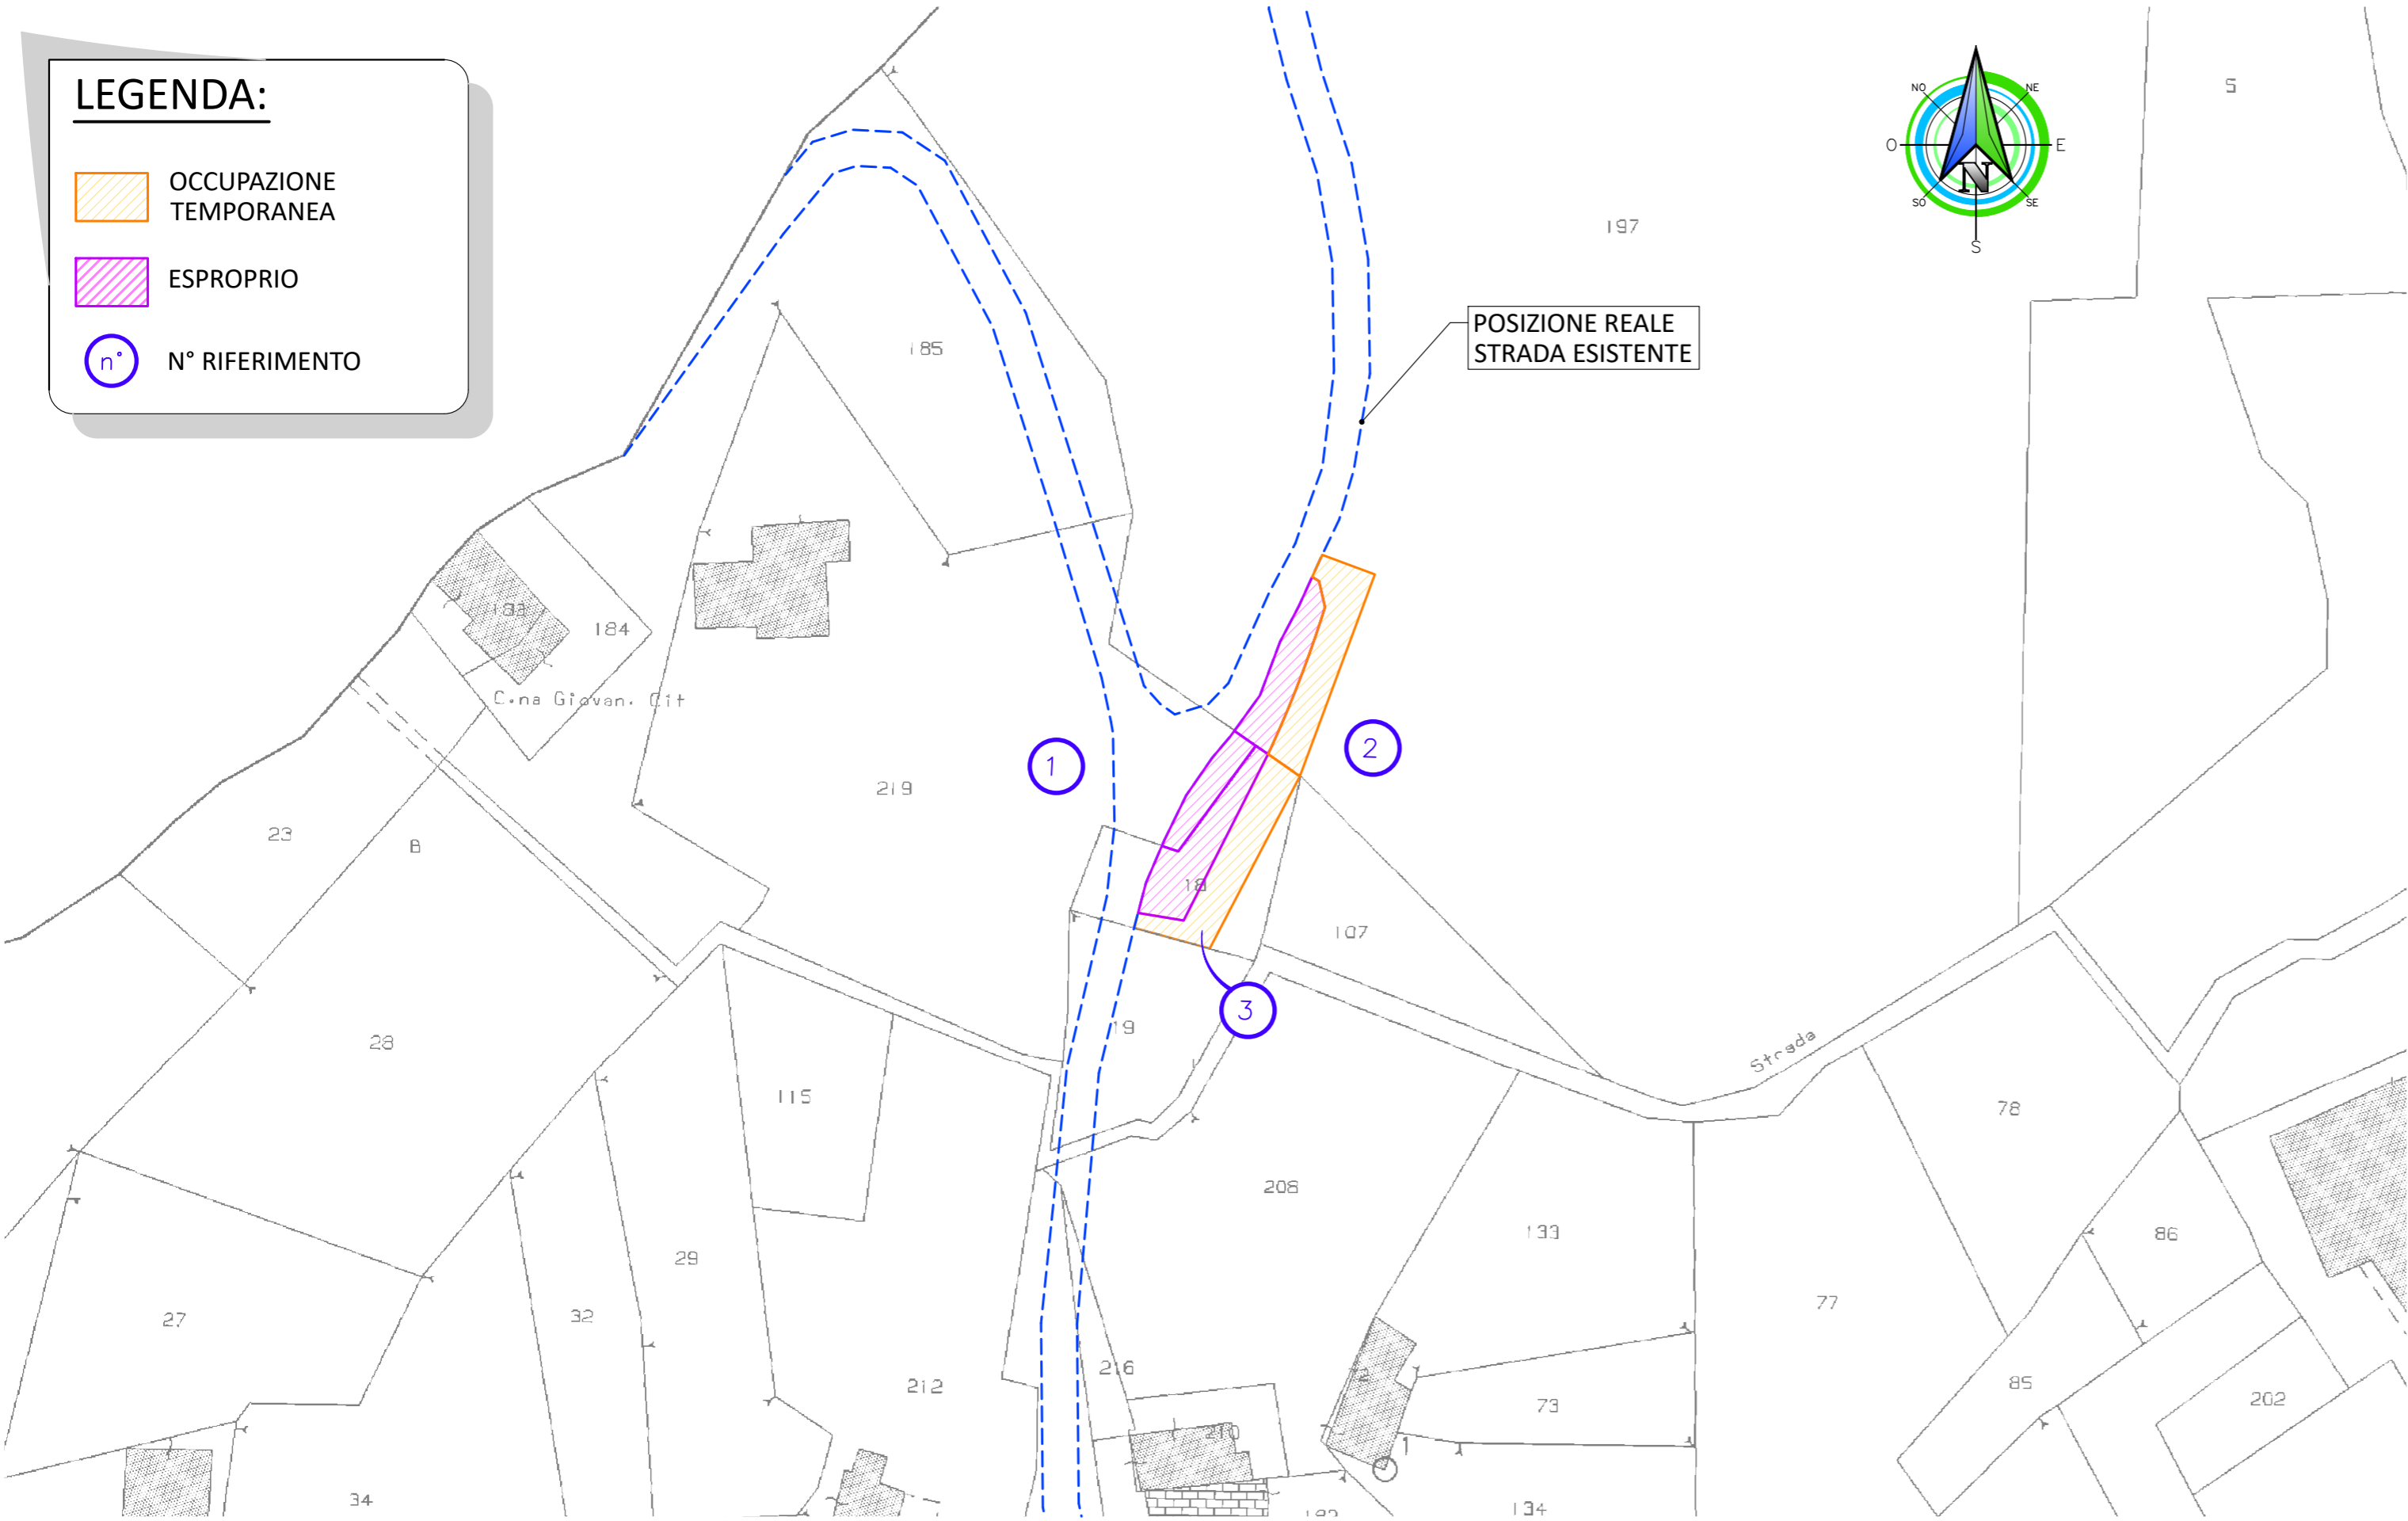 LEGENDA:
OCCUPAZIONE
TEMPORANEA
ESPROPRIO
n°
N° RIFERIMENTO
NO
NE
O
E
N
SO
SE
S
5
197
POSIZIONE REALE
STRADA ESISTENTE
185
183
184
C.na Giovan. Cit
1
2
219
23
B
18
107
3
19
28
Strada
115
78
208
133
86
29
27
32
77
216
212
72
85
73
202
210
1
34
134